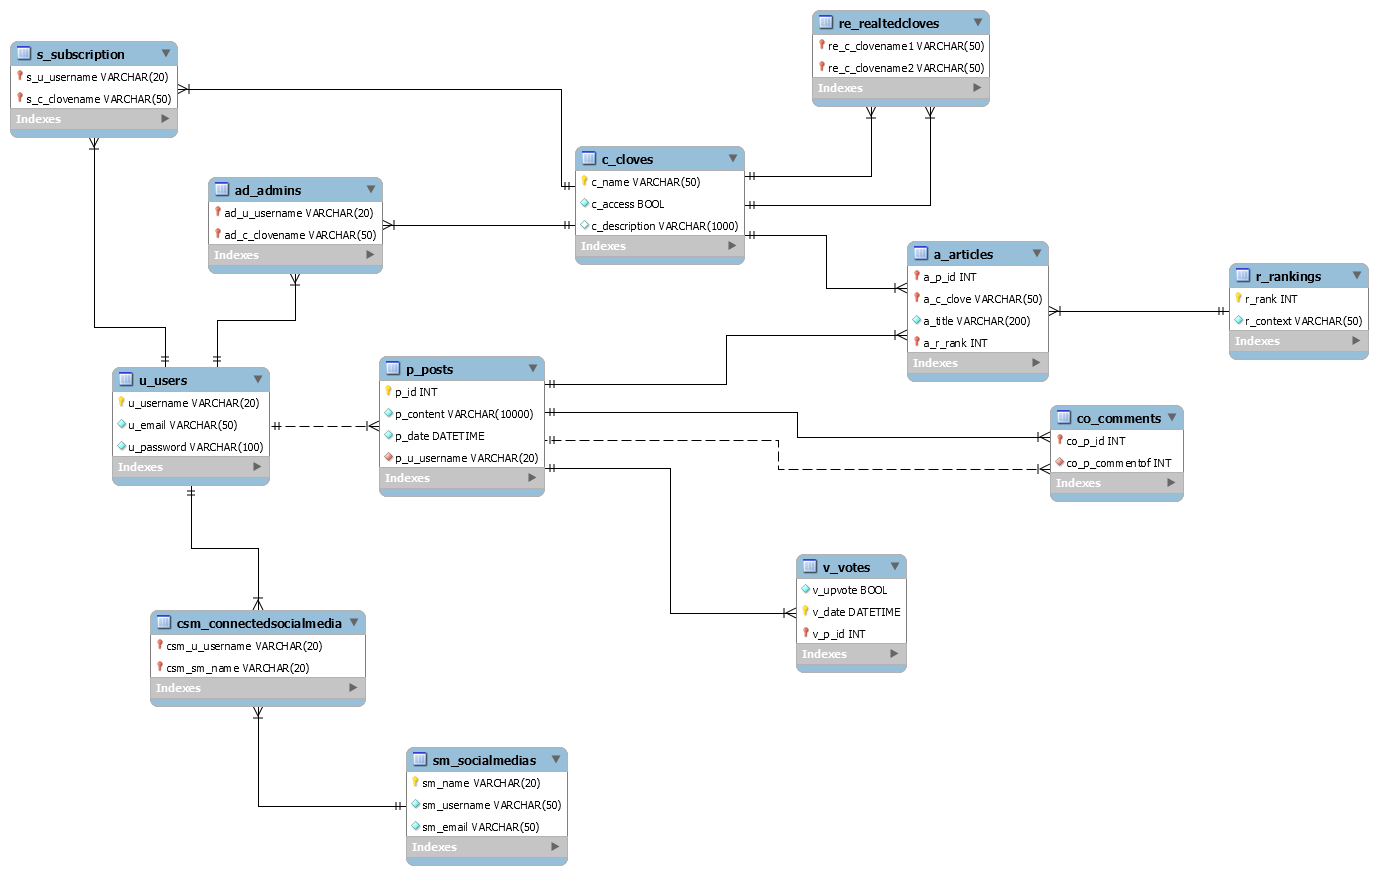 s_subscription
s_u_username VARCHAR(20)
s_c_clovename VARCHAR(50)
Indexes
re_realtedcloves
re_c_clovename1 VARCHAR(50)
re_c_clovename2 VARCHAR(50)
Indexes
c_cloves
c_name VARCHAR(50)
c_access BOOL
c_description VARCHAR(1000)
Indexes
ad_admins
ad_u_username VARCHAR(20)
ad_c_clovename VARCHAR(50)
Indexes
a_articles
a_p_id INT
a_c_clove VARCHAR(50)
a_title VARCHAR(200)
a_r_rank INT
Indexes
r_rankings
r_rank INT
r_context VARCHAR(50)
Indexes
u_users
u_username VARCHAR(20)
u_email VARCHAR(50)
u_password VARCHAR(100)
Indexes
p_posts
p_id INT
p_content VARCHAR(10000)
p_date DATETIME
p_u_username VARCHAR(20)
Indexes
co_comments
co_p_id INT
co_p_commentof INT
Indexes
v_votes
v_upvote BOOL
v_date DATETIME
v_p_id INT
Indexes
csm_connectedsocialmedia
csm_u_username VARCHAR(20)
csm_sm_name VARCHAR(20)
Indexes
sm_socialmedias
sm_name VARCHAR(20)
sm_username VARCHAR(50)
sm_email VARCHAR(50)
Indexes